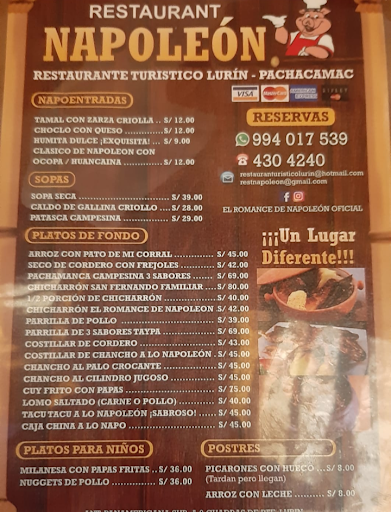 RESTAURANT
NAPOLEÓN.
RESTAURANTE TURISTICO LURÍN - PACHACAMAC
NAPOENTRADAS
TAMAL CON ZARZA CRIOLLA .. S/ 12.00
CHOCLO CON QUESO ............. S/ 12.00
HUMITA DULCE ¡EXQUISITA! ... S/ 9.00
CLASICO DE NAPOLEON CON
OCOPA / HUANCAINA ............. S/ 12.00
VISA
RESERVAS
994 017 539
430 4240
restauranturisticolurin@hotmail.com
restnapoleon@gmail.com
EL ROMANCE DE NAPOLEÓN OFICIAL
SOPAS
SOPA SECA ........................... S/ 39.00
CALDO DE GALLINA CRIOLLO .... S/ 28.00
PATASCA CAMPESINA .............. S/ 29.00
PLATOS DE FONDO
ARROZ CON PATO DE MI CORRAL .............. S/ 45.00
SECO DE CORDERO CON FREJOLES ............ S/ 42.00
PACHAMANCA CAMPESINA 3 SABORES ....... S/ 69.00
CHICHARRÓN SAN FERNANDO FAMILIAR .... S/80.00
1/2 PORCIÓN DE CHICHARRÓN ................. S/ 40.00
CHICHARRÓN EL ROMANCE DE NAPOLEON .S/ 42.00
PARRILLA DE POLLO ............................... S/ 39.00
PARRILLA DE 3 SABORES TAYPA ................ S/ 69.00
COSTILLAR DE CORDERO ......................... S/ 43.00
COSTILLAR DE CHANCHO A LO NAPOLEÓN . S/ 45.00
CHANCHO AL PALO CROCANTE ................ S/ 45.00
CHANCHO AL CILINDRO JUGOSO .............. S/ 45.00
CUY FRITO CON PAPAS ........................... S/ 25.00
LOMO SALTADO (CARNE O POLLO) ........... S/ 40.00
TACU TACU A LO NAPOLEÓN ¡SABROSO! ..... S/ 45.00
CAJA CHINA A LO NAPO .......................... S/ 45.00
¡¡¡Un Lugar
Diferente!!!
PLATOS PARA NIÑOS
MILANESA CON PAPAS FRITAS .. S/ 36.00
NUGGETS DE POLLO ................ S/ 36.00
POSTRES
PICARONES CON HUECO ...S/ 8.00
(Tardan pero llegan)
ARROZ CON LECHE ............ S/ 8.00